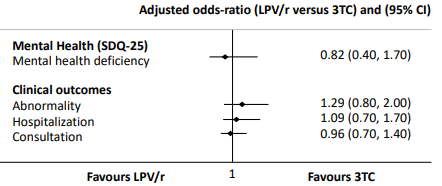 Adjusted odds-ratio (LPV/r versus 3TC) and (95% CI)
Mental Health (SDQ-25)
Mental health deficiency 0.82 (0.40, 1.70)
Clinical outcomes
Abnormality 1.29 (0.80, 2.00)
Hospitalization 1.09 (0.70, 1.70)
Consultation 0.96 (0.70, 1.40)
Favours LPV/r 1 Favours 3TC